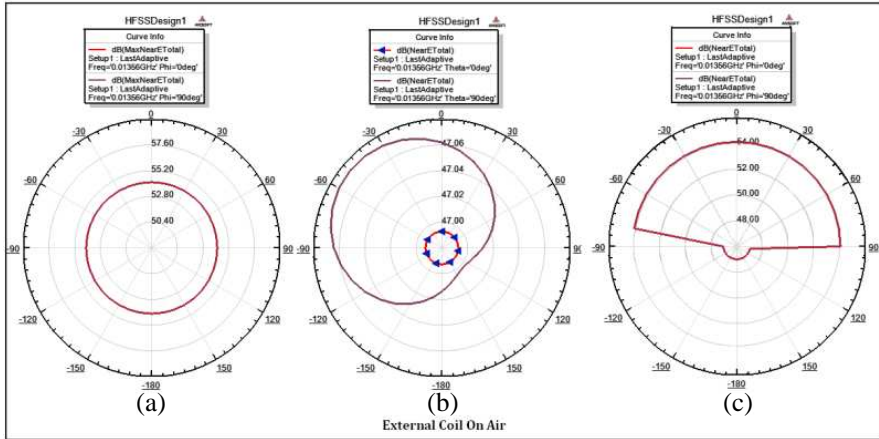 HFSSDesign1
Curve Info
dB(MaxNearETotal)
Setup1 : LastAdaptive
Freq='0.01356GHz' Phi='0deg'
dB(MaxNearETotal)
Setup1 : LastAdaptive
Freq='0.01356GHz' Phi='90deg'
0
-30
30
57.60
-60
60
55.20
52.80
50.40
-90
90
-120
120
-150
150
-180
(a)
HFSSDesign1
Curve Info
dB(NearETotal)
Setup1 : LastAdaptive
Freq='0.01356GHz' Theta='0deg'
dB(NearETotal)
Setup1 : LastAdaptive
Freq='0.01356GHz' Theta='90deg'
0
-30
30
47.06
-60
60
47.04
47.02
47.00
-90
90
-120
120
-150
150
-180
(b)
HFSSDesign1
Curve Info
dB(NearETotal)
Setup1 : LastAdaptive
Freq='0.01356GHz' Phi='0deg'
dB(NearETotal)
Setup1 : LastAdaptive
Freq='0.01356GHz' Phi='90deg'
0
-30
30
54.00
-60
60
52.00
50.00
48.00
-90
90
-120
120
-150
150
-180
(c)
External Coil On Air